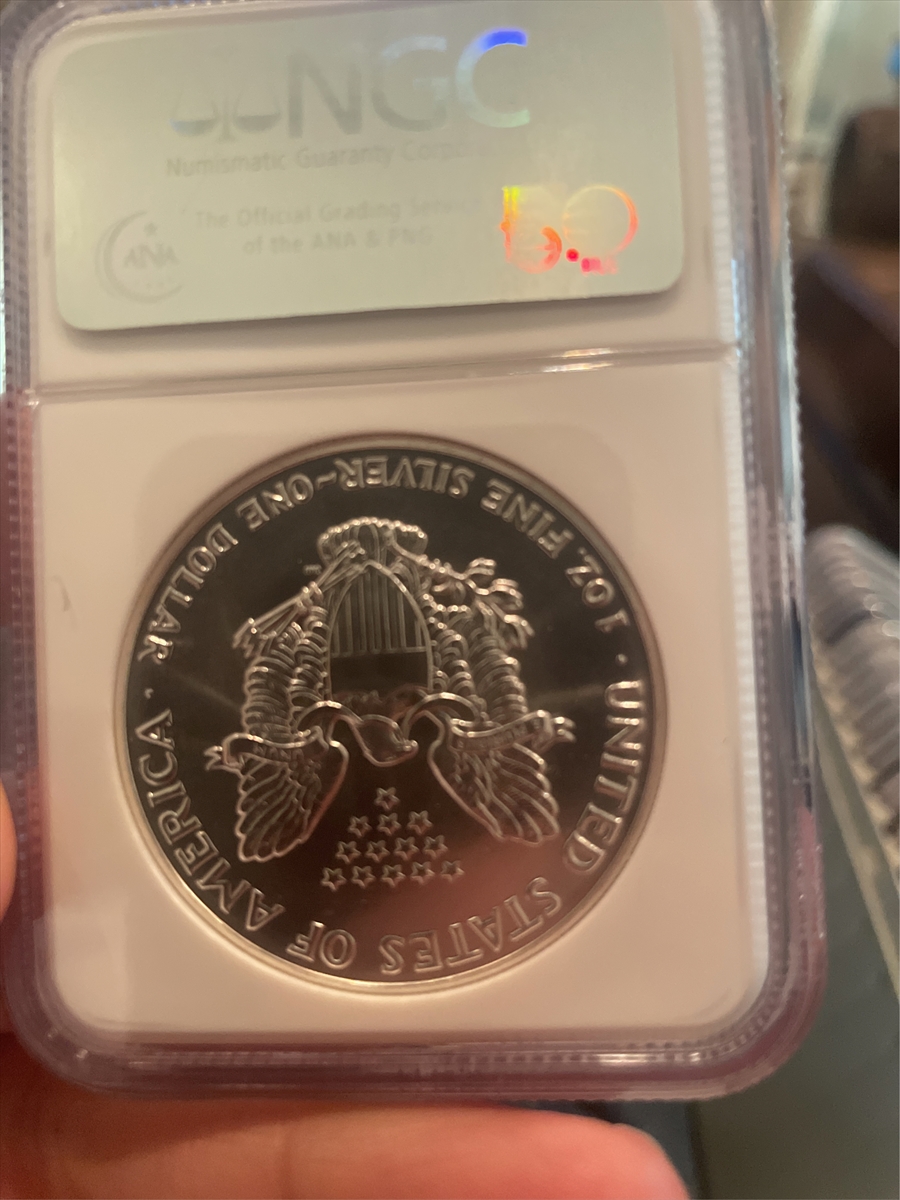 NGC
Numismatic Guaranty
The Official Grading Service
of the ANA & PNG
ANA
UNITED STATES OF AMERICA
1 OZ. FINE SILVER~ONE DOLLAR